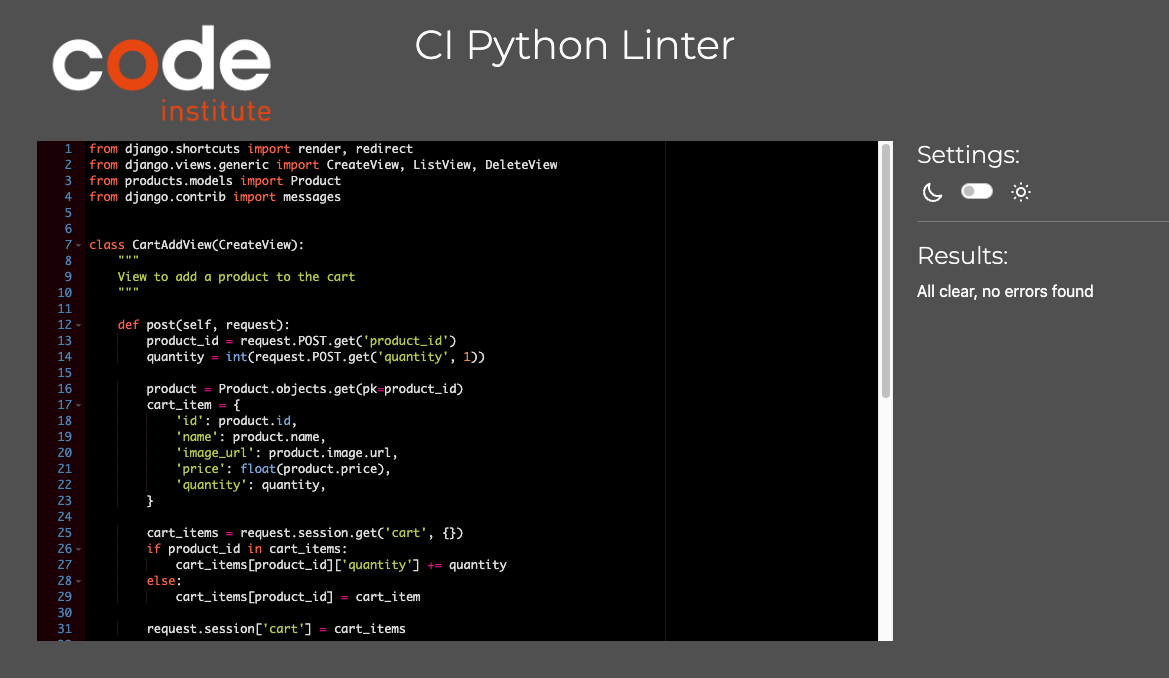 code
institute
CI Python Linter
1 from django.shortcuts import render, redirect
2 from django.views.generic import CreateView, ListView, DeleteView
3 from products.models import Product
4 from django.contrib import messages
5
6
7 class CartAddView(CreateView):
8     """
9     View to add a product to the cart
10     """
11
12     def post(self, request):
13         product_id = request.POST.get('product_id')
14         quantity = int(request.POST.get('quantity', 1))
15
16         product = Product.objects.get(pk=product_id)
17         cart_item = {
18             'id': product.id,
19             'name': product.name,
20             'image_url': product.image.url,
21             'price': float(product.price),
22             'quantity': quantity,
23         }
24
25         cart_items = request.session.get('cart', {})
26         if product_id in cart_items:
27             cart_items[product_id]['quantity'] += quantity
28         else:
29             cart_items[product_id] = cart_item
30
31         request.session['cart'] = cart_items
Settings:
Results:
All clear, no errors found